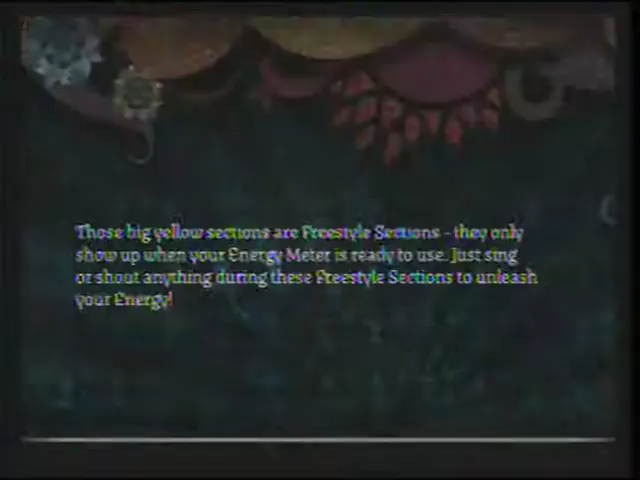 Those big yellow sections are Freestyle Sections - they only
show up when your Energy Meter is ready to use. Just sing
or shout anything during these Freestyle Sections to unleash
your Energy!